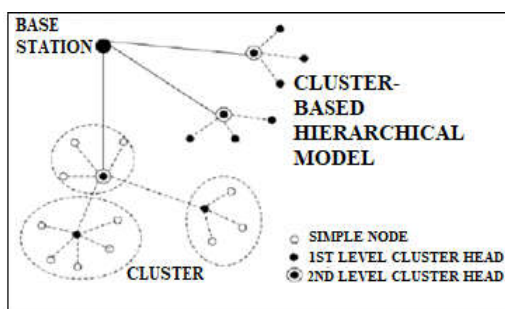 BASE
STATION
CLUSTER-
BASED
HIERARCHICAL
MODEL
SIMPLE NODE
1ST LEVEL CLUSTER HEAD
2ND LEVEL CLUSTER HEAD
CLUSTER